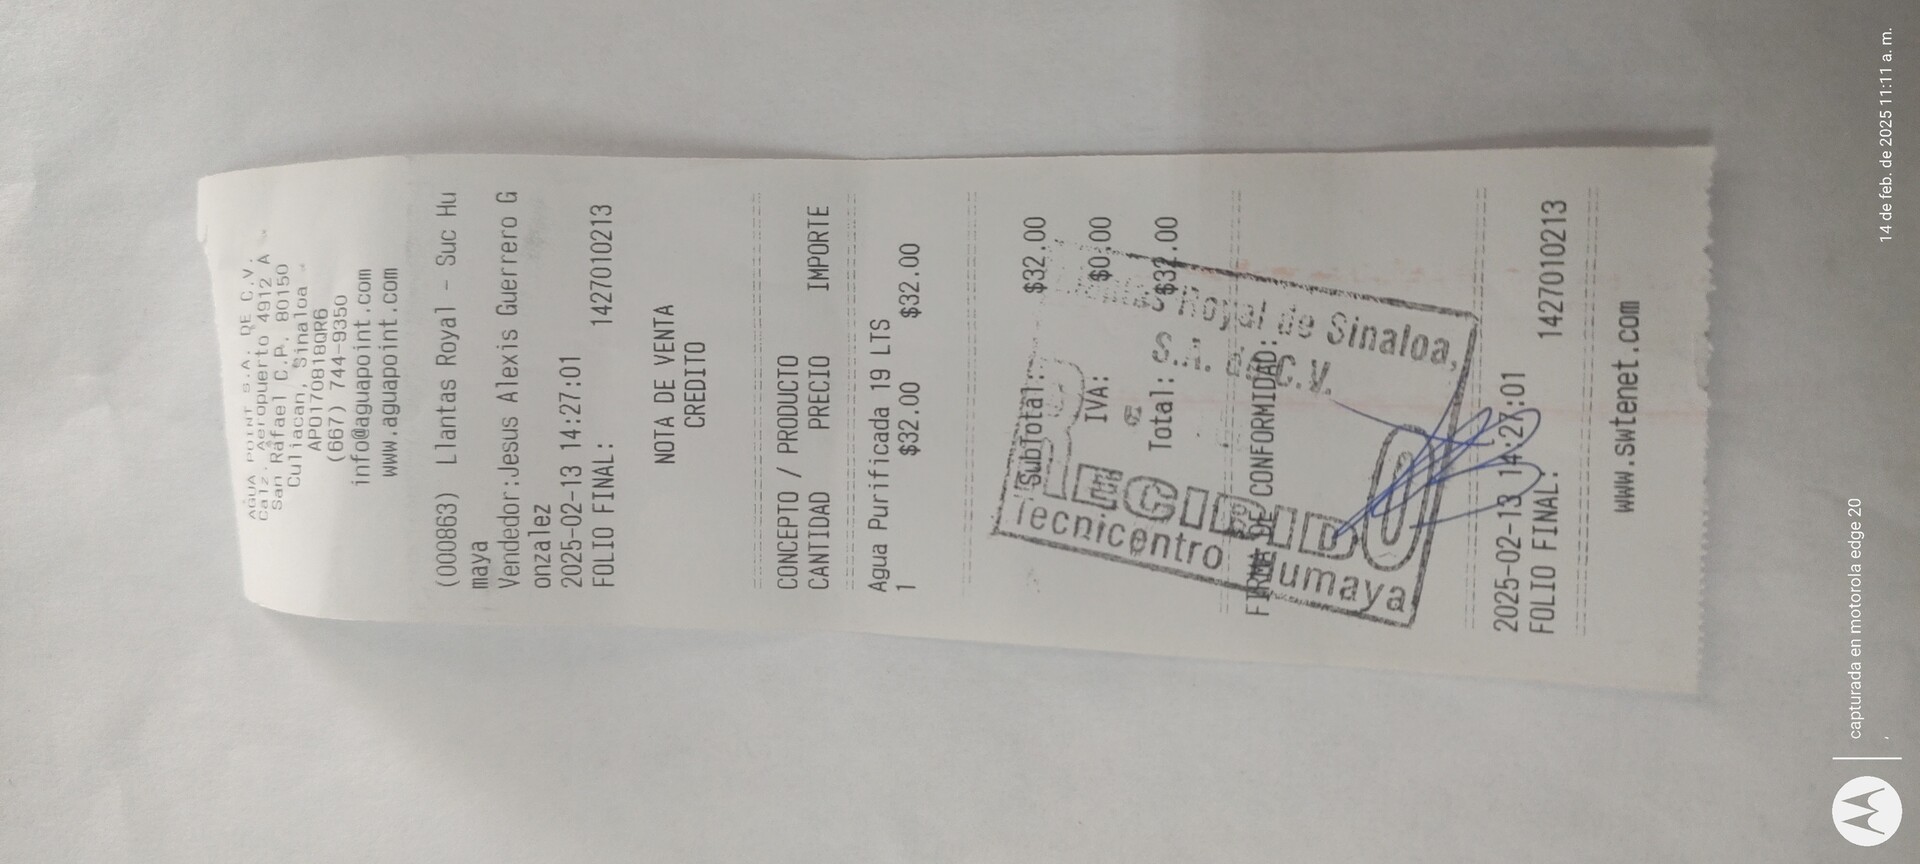 AGUA POINT S.A. DE C.V.
Calz. Aeropuerto 4912 A
San Rafael C.P. 80150
Culiacan, Sinaloa
APO170818QR6
(667) 744-9350
info@aguapoint.com
www.aguapoint.com
(000863) Llantas Royal - Suc Hu
maya
Vendedor:Jesus Alexis Guerrero G
onzalez
2025-02-13 14:27:01
FOLIO FINAL: 1427010213
NOTA DE VENTA
CREDITO
CONCEPTO / PRODUCTO
CANTIDAD PRECIO IMPORTE
Agua Purificada 19 LTS
1 $32.00 $32.00
SubTotal: $32.00
IVA: $0.00
Total: $32.00
Royal de Sinaloa,
C.V.
RECIBIDO
Tecnicentro Humaya
FIRMA DE CONFORMIDAD:
2025-02-13 14:27:01
FOLIO FINAL: 1427010213
www.swtenet.com
capturada en motorola edge 20
14 de feb. de 2025 11:11 a. m.